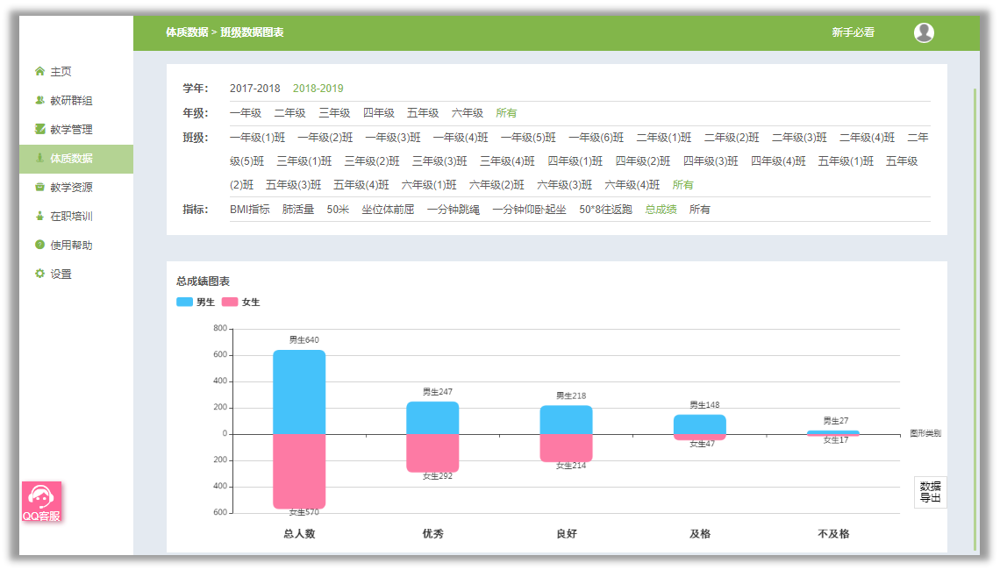 体质数据 > 班级数据图表
新手必看
主页
教研群组
教学管理
体质数据
教学资源
在职培训
使用帮助
设置
QQ客服
学年: 2017-2018 2018-2019
年级: 一年级 二年级 三年级 四年级 五年级 六年级 所有
班级: 一年级(1)班 一年级(2)班 一年级(3)班 一年级(4)班 一年级(5)班 一年级(6)班 二年级(1)班 二年级(2)班 二年级(3)班 二年级(4)班 二年
级(5)班 三年级(1)班 三年级(2)班 三年级(3)班 三年级(4)班 四年级(1)班 四年级(2)班 四年级(3)班 四年级(4)班 五年级(1)班 五年级
(2)班 五年级(3)班 五年级(4)班 六年级(1)班 六年级(2)班 六年级(3)班 六年级(4)班 所有
指标: BMI指标 肺活量 50米 坐位体前屈 一分钟跳绳 一分钟仰卧起坐 50*8往返跑 总成绩 所有
总成绩图表
男生 女生
800
600
400
200
0
200
400
600
男生640
男生247
男生218
男生148
男生27
女生570
女生292
女生214
女生47
女生17
图形类别
总人数 优秀 良好 及格 不及格
数据
导出